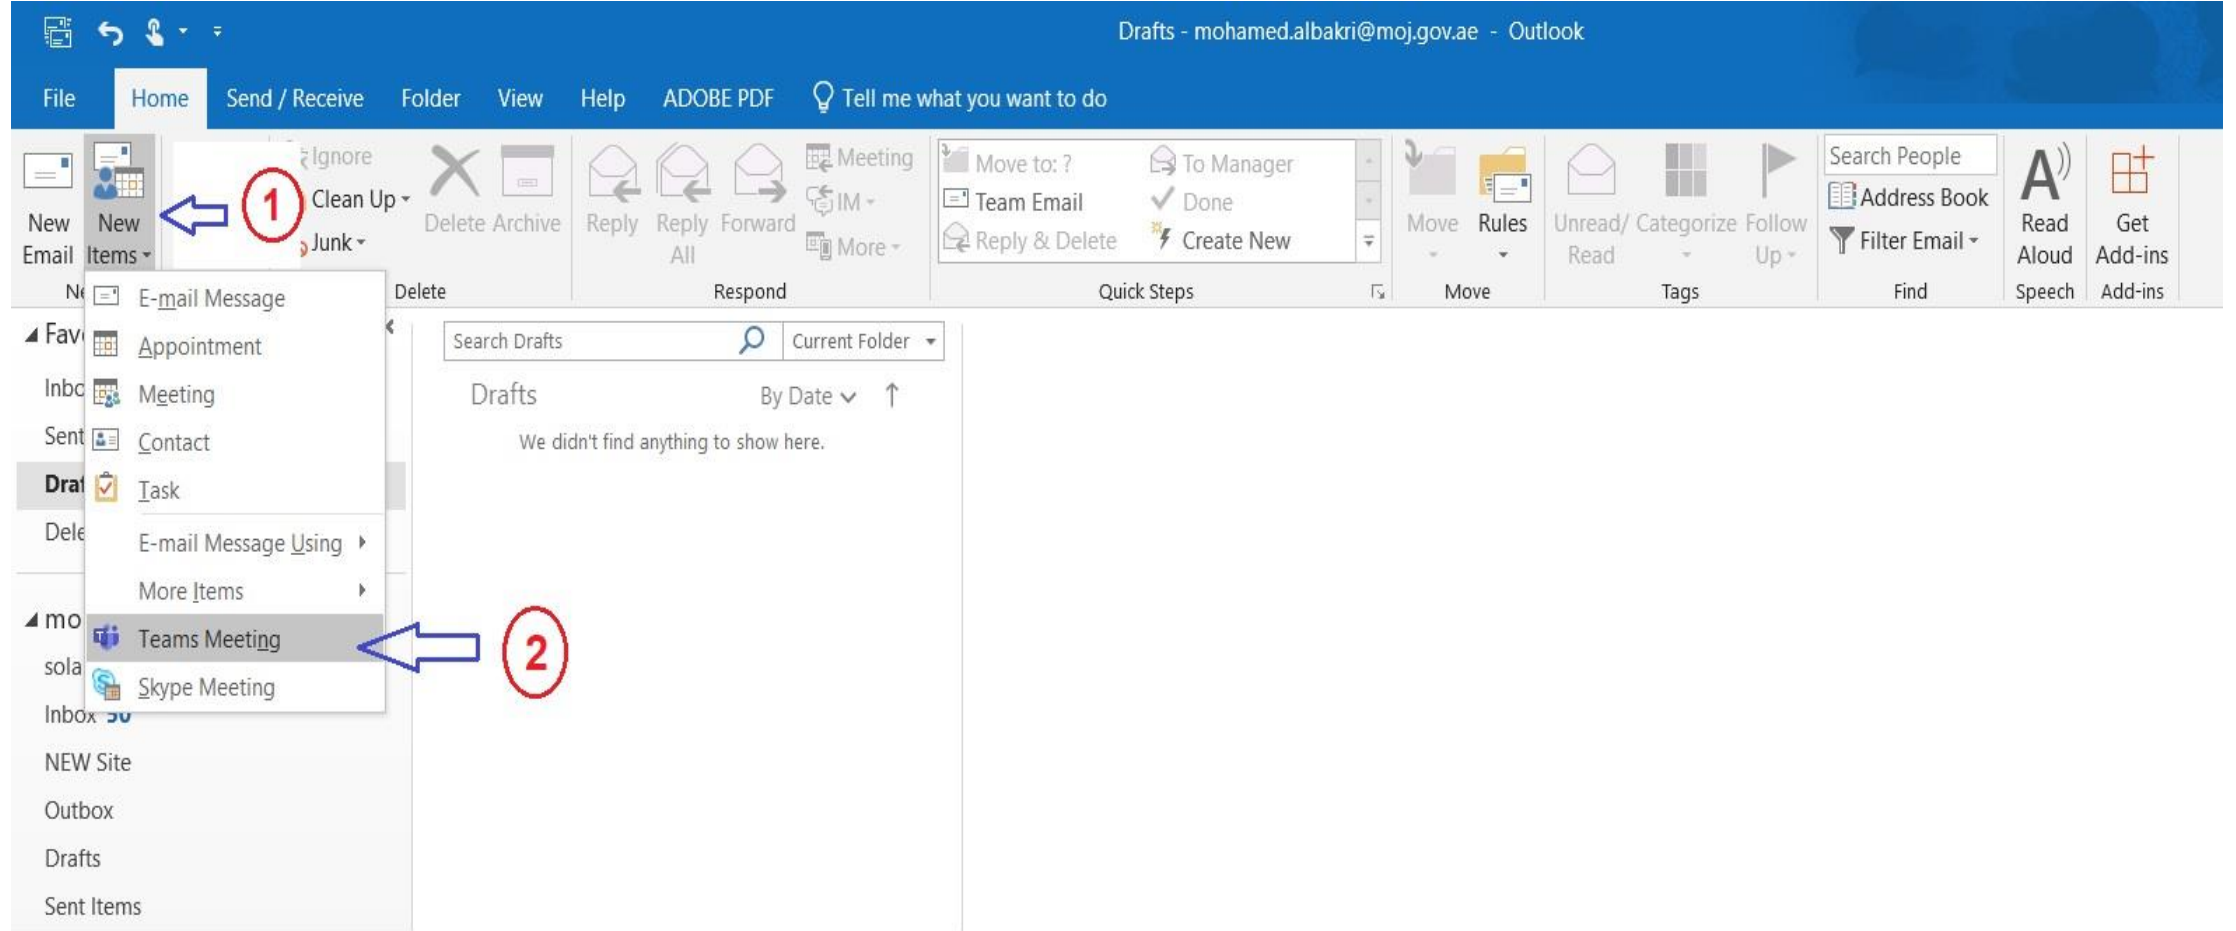 Drafts - mohamed.albakri@moj.gov.ae - Outlook
File Home Send / Receive Folder View Help ADOBE PDF Tell me what you want to do
New Email
New Items
1
Ignore
Clean Up
Junk
Delete
Archive
Delete
Reply
Reply All
Forward
Meeting
IM
More
Respond
Move to: ?
Team Email
Reply & Delete
To Manager
Done
Create New
Quick Steps
Move
Rules
Move
Unread/ Read
Categorize
Follow Up
Tags
Search People
Address Book
Filter Email
Find
Read Aloud
Speech
Get Add-ins
Add-ins
E-mail Message
Appointment
Meeting
Contact
Task
E-mail Message Using
More Items
Teams Meeting
Skype Meeting
2
Sent
Inbox
NEW Site
Outbox
Drafts
Sent Items
Search Drafts
Current Folder
Drafts
By Date
We didn't find anything to show here.